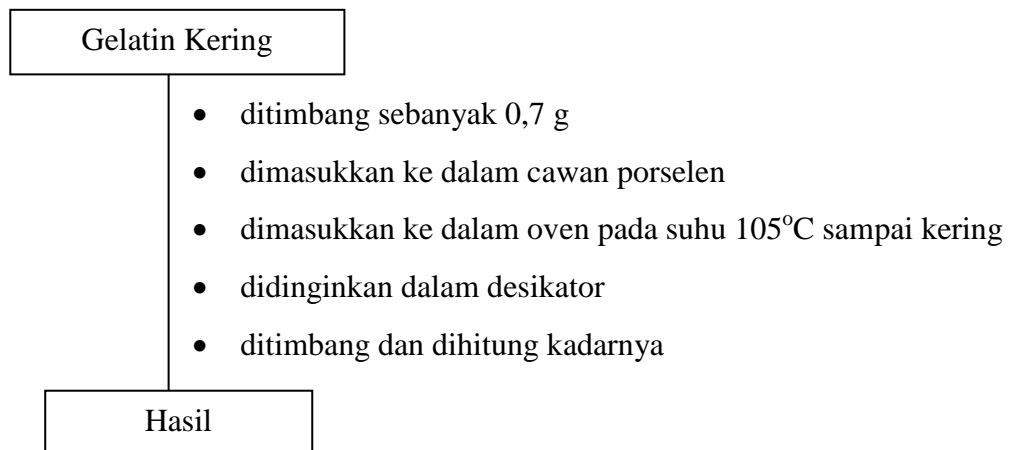 Gelatin Kering
• ditimbang sebanyak 0,7 g
• dimasukkan ke dalam cawan porselen
• dimasukkan ke dalam oven pada suhu 105°C sampai kering
• didinginkan dalam desikator
• ditimbang dan dihitung kadarnya
Hasil